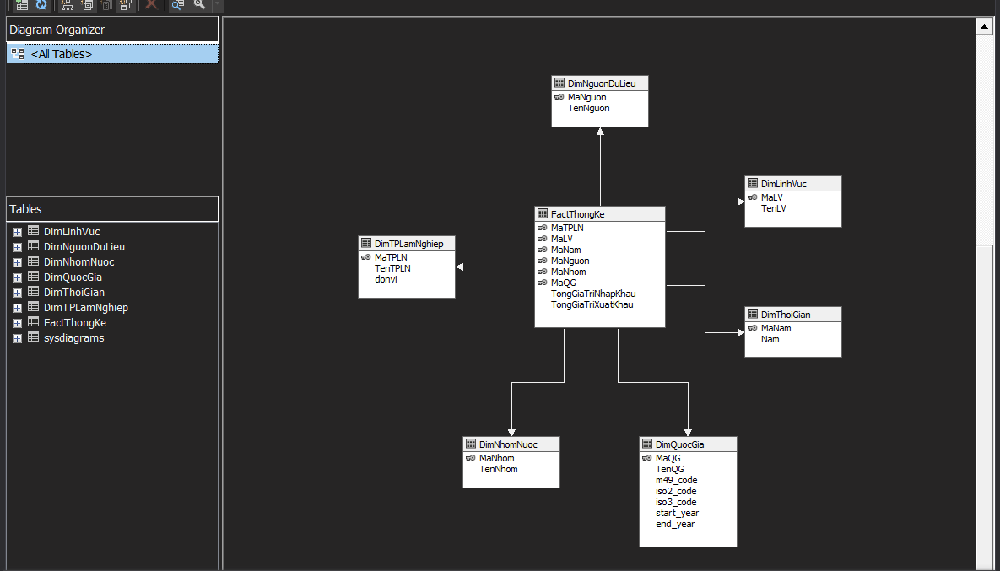 Diagram Organizer
<All Tables>
Tables
DimLinhVuc
DimNguonDuLieu
DimNhomNuoc
DimQuocGia
DimThoiGian
DimTPLamNghiep
FactThongKe
sysdiagrams
DimNguonDuLieu
MaNguon
TenNguon
DimLinhVuc
MaLV
TenLV
FactThongKe
MaTPLN
MaLV
MaNam
MaNguon
MaNhom
MaQG
TongGiaTriNhapKhau
TongGiaTriXuatKhau
DimTPLamNghiep
MaTPLN
TenTPLN
donvi
DimThoiGian
MaNam
Nam
DimNhomNuoc
MaNhom
TenNhom
DimQuocGia
MaQG
TenQG
m49_code
iso2_code
iso3_code
start_year
end_year